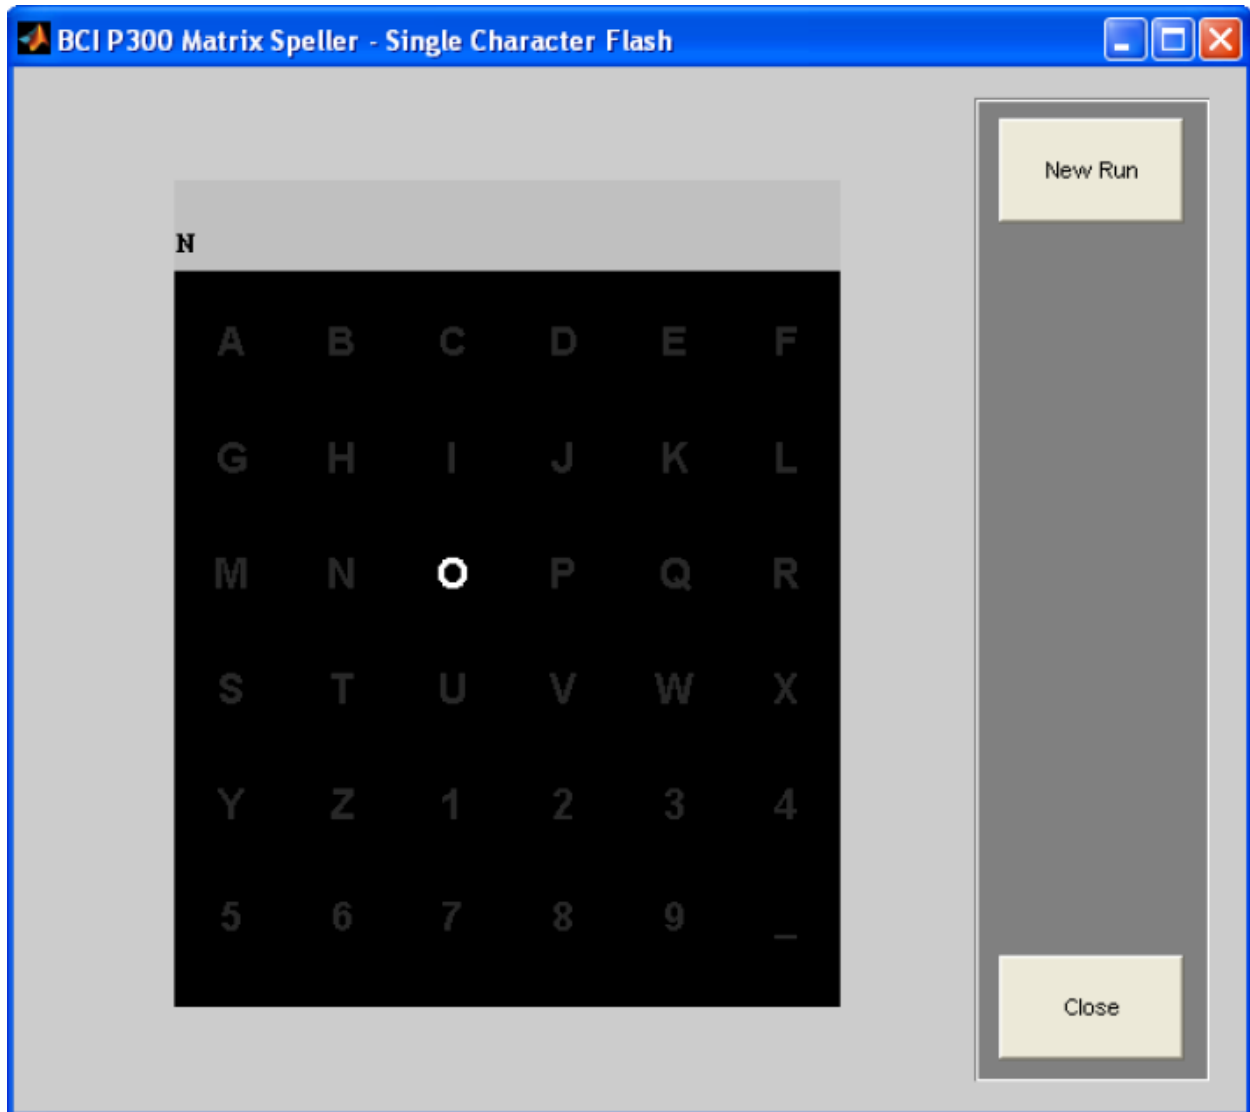 BCI P300 Matrix Speller - Single Character Flash
New Run
N
A B C D E F
G H I J K L
M N O P Q R
S T U V W X
Y Z 1 2 3 4
5 6 7 8 9 _
Close